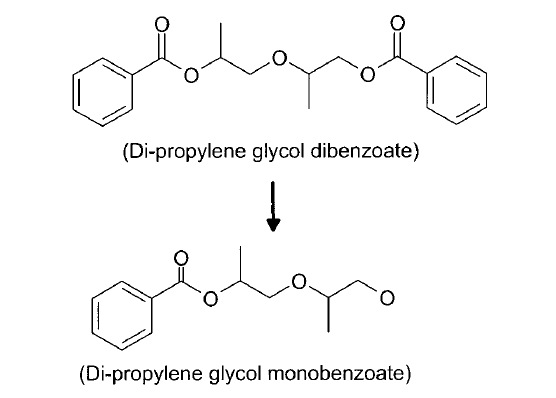 O O
O O O
(Di-propylene glycol dibenzoate)
O
O O O
(Di-propylene glycol monobenzoate)